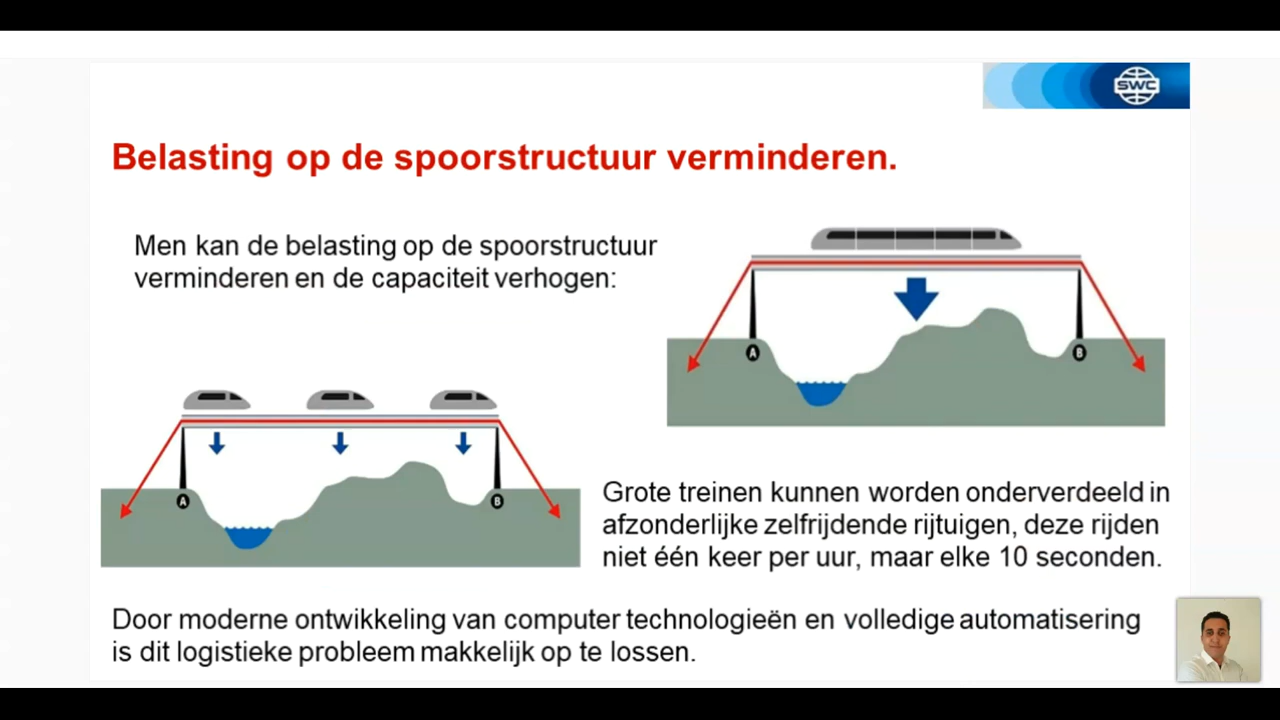 SWC
Belasting op de spoorstructuur verminderen.
Men kan de belasting op de spoorstructuur
verminderen en de capaciteit verhogen:
A
B
A
B
Grote treinen kunnen worden onderverdeeld in
afzonderlijke zelfrijdende rijtuigen, deze rijden
niet één keer per uur, maar elke 10 seconden.
Door moderne ontwikkeling van computer technologieën en volledige automatisering
is dit logistieke probleem makkelijk op te lossen.